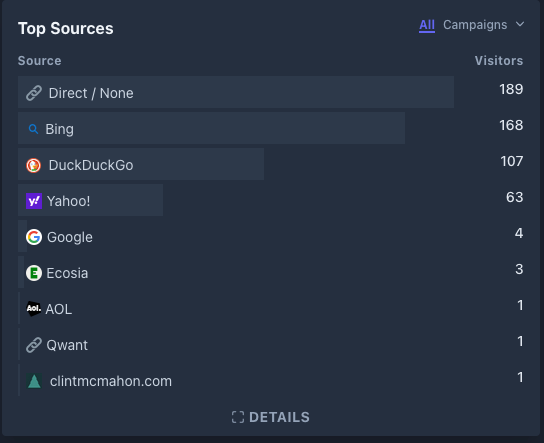 Top Sources All Campaigns
Source Visitors
Direct / None 189
Bing 168
DuckDuckGo 107
y! Yahoo! 63
G Google 4
E Ecosia 3
Aol. AOL 1
Qwant 1
clintmcmahon.com 1
DETAILS